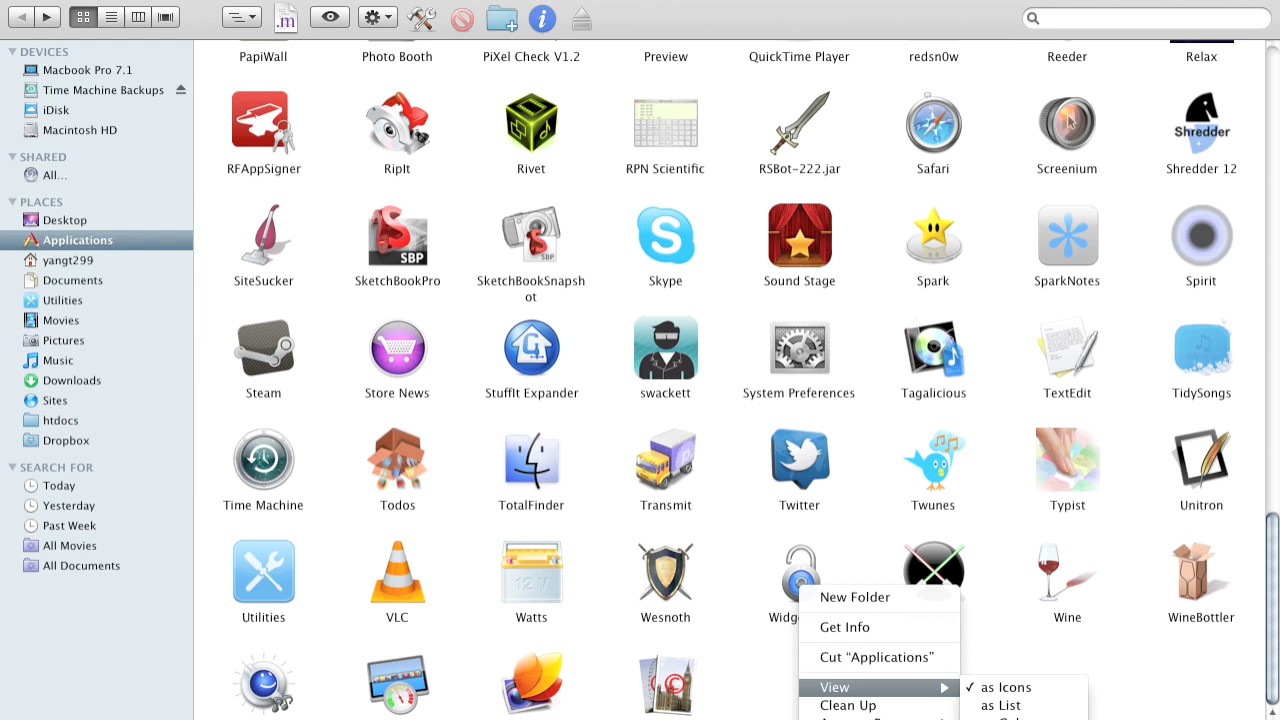 DEVICES
Macbook Pro 7.1
Time Machine Backups
iDisk
Macintosh HD
SHARED
All...
PLACES
Desktop
Applications
yangt299
Documents
Utilities
Movies
Pictures
Music
Downloads
Sites
htdocs
Dropbox
SEARCH FOR
Today
Yesterday
Past Week
All Movies
All Documents
.m
PapiWall Photo Booth PiXel Check V1.2 Preview QuickTime Player redsn0w Reeder Relax
Shredder
RFAppSigner RipIt Rivet RPN Scientific RSBot-222.jar Safari Screenium Shredder 12
SBP
SBP
SiteSucker SketchBookPro SketchBookSnapsh Skype Sound Stage Spark SparkNotes Spirit
ot
Steam Store News StuffIt Expander swackett System Preferences Tagalicious TextEdit TidySongs
Time Machine Todos TotalFinder Transmit Twitter Twunes Typist Unitron
12 V
Utilities VLC Watts Wesnoth Wine WineBottler
New Folder
Get Info
Cut “Applications”
View
Clean Up
✓ as Icons
as List